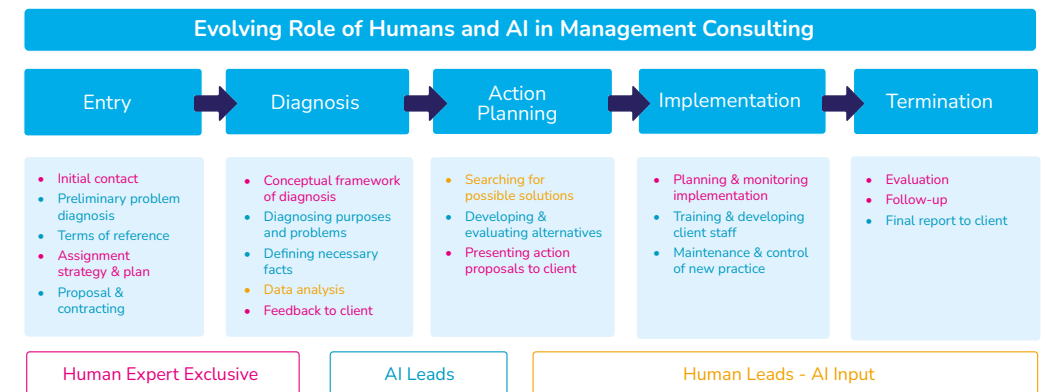 Evolving Role of Humans and AI in Management Consulting
Entry
Diagnosis
Action
Planning
Implementation
Termination
• Initial contact
• Preliminary problem
diagnosis
• Terms of reference
• Assignment
strategy & plan
• Proposal &
contracting
• Conceptual framework
of diagnosis
• Diagnosing purposes
and problems
• Defining necessary
facts
• Data analysis
• Feedback to client
• Searching for
possible solutions
• Developing &
evaluating alternatives
• Presenting action
proposals to client
• Planning & monitoring
implementation
• Training & developing
client staff
• Maintenance & control
of new practice
• Evaluation
• Follow-up
• Final report to client
Human Expert Exclusive
AI Leads
Human Leads - AI Input